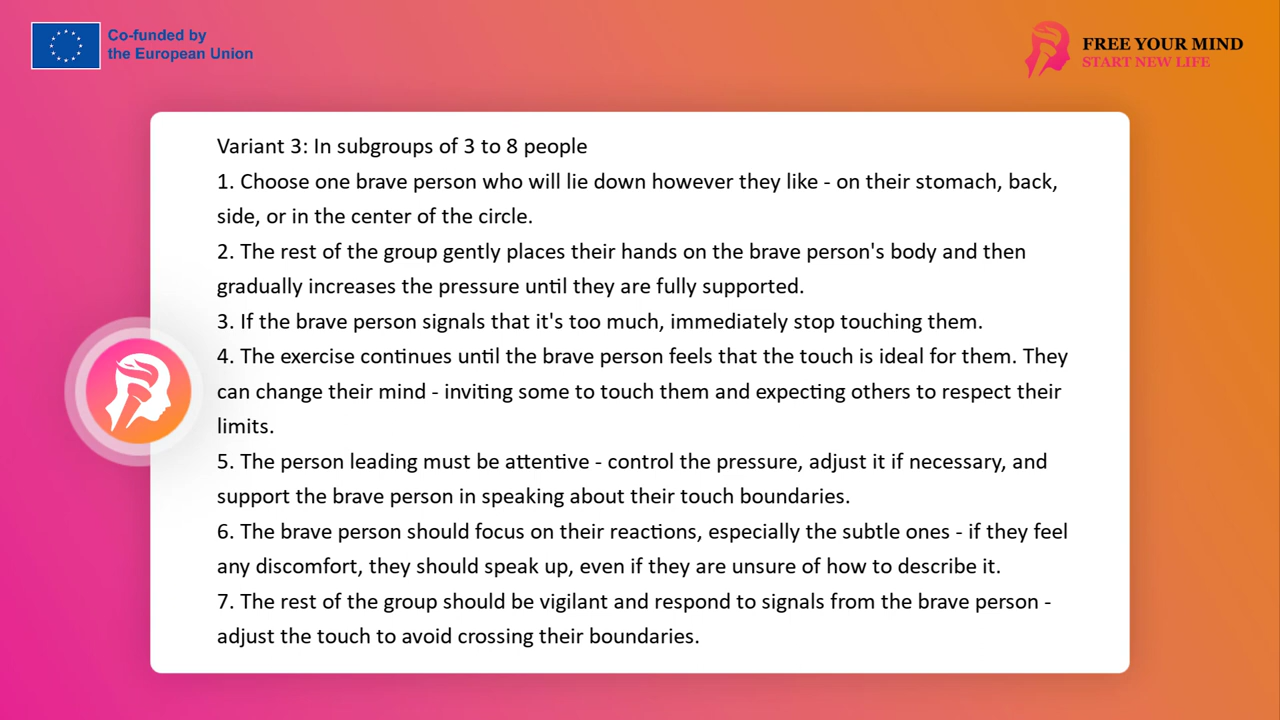 Co-funded by
the European Union
FREE YOUR MIND
START NEW LIFE
Variant 3: In subgroups of 3 to 8 people
1. Choose one brave person who will lie down however they like - on their stomach, back,
side, or in the center of the circle.
2. The rest of the group gently places their hands on the brave person's body and then
gradually increases the pressure until they are fully supported.
3. If the brave person signals that it's too much, immediately stop touching them.
4. The exercise continues until the brave person feels that the touch is ideal for them. They
can change their mind - inviting some to touch them and expecting others to respect their
limits.
5. The person leading must be attentive - control the pressure, adjust it if necessary, and
support the brave person in speaking about their touch boundaries.
6. The brave person should focus on their reactions, especially the subtle ones - if they feel
any discomfort, they should speak up, even if they are unsure of how to describe it.
7. The rest of the group should be vigilant and respond to signals from the brave person -
adjust the touch to avoid crossing their boundaries.